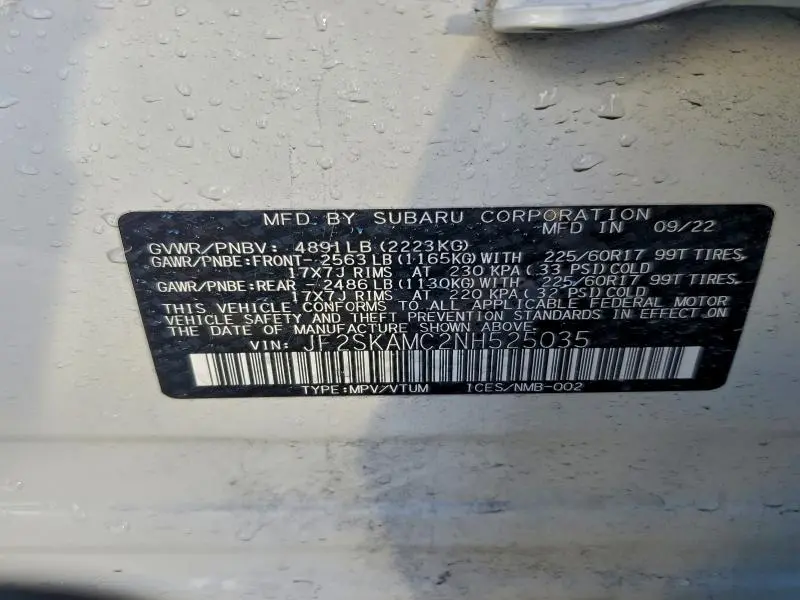 MFD BY SUBARU CORPORATION
MFD IN 09/22
GVWR/PNBV: 4891LB(2223KG)
GAWR/PNBE:FRONT- 2563LB(1165KG)WITH 225/60R17 99T TIRES,
17X7J RIMS AT 230 KPA(.33 PSI)COLD
GAWR/PNBE:REAR - 2486LB(1130KG)WITH 225/60R17 99T TIRES,
17X7J RIMS AT 220 KPA(.32 PSI)COLD
THIS VEHICLE CONFORMS TO ALL APPLICABLE FEDERAL MOTOR
VEHICLE SAFETY AND THEFT PREVENTION STANDARDS IN EFFECT ON
THE DATE OF MANUFACTURE SHOWN ABOVE.
VIN: JF2SKAMC2NH525035
TYPE:MPV/VTUM ICES/NMB-002